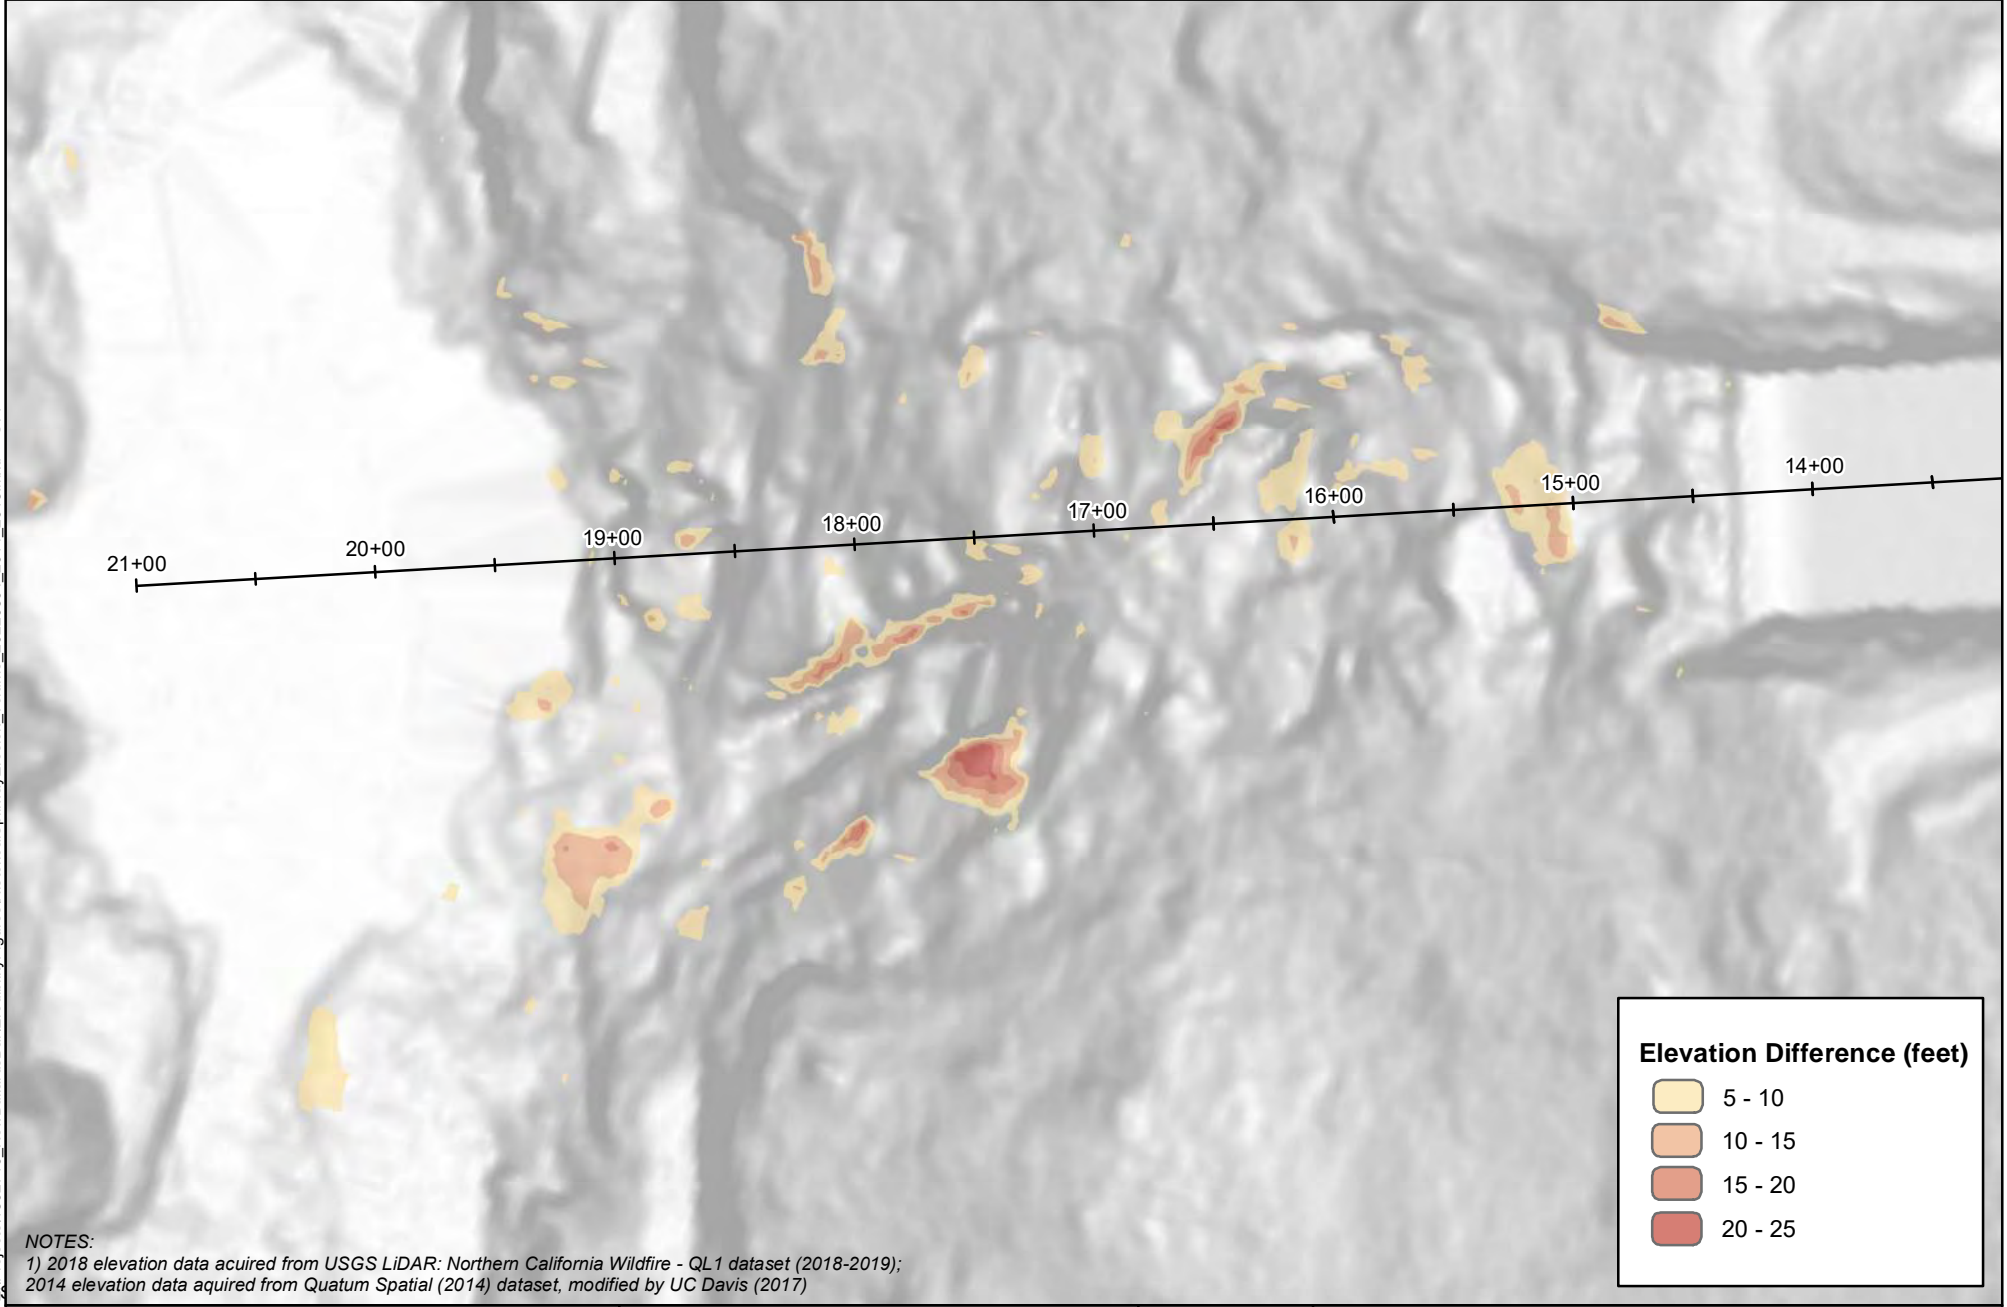 14+00
15+00
16+00
17+00
18+00
19+00
20+00
21+00
Elevation Difference (feet)
5 - 10
10 - 15
15 - 20
20 - 25
NOTES:
1) 2018 elevation data acuired from USGS LiDAR: Northern California Wildfire - QL1 dataset (2018-2019);
2014 elevation data aquired from Quatum Spatial (2014) dataset, modified by UC Davis (2017)